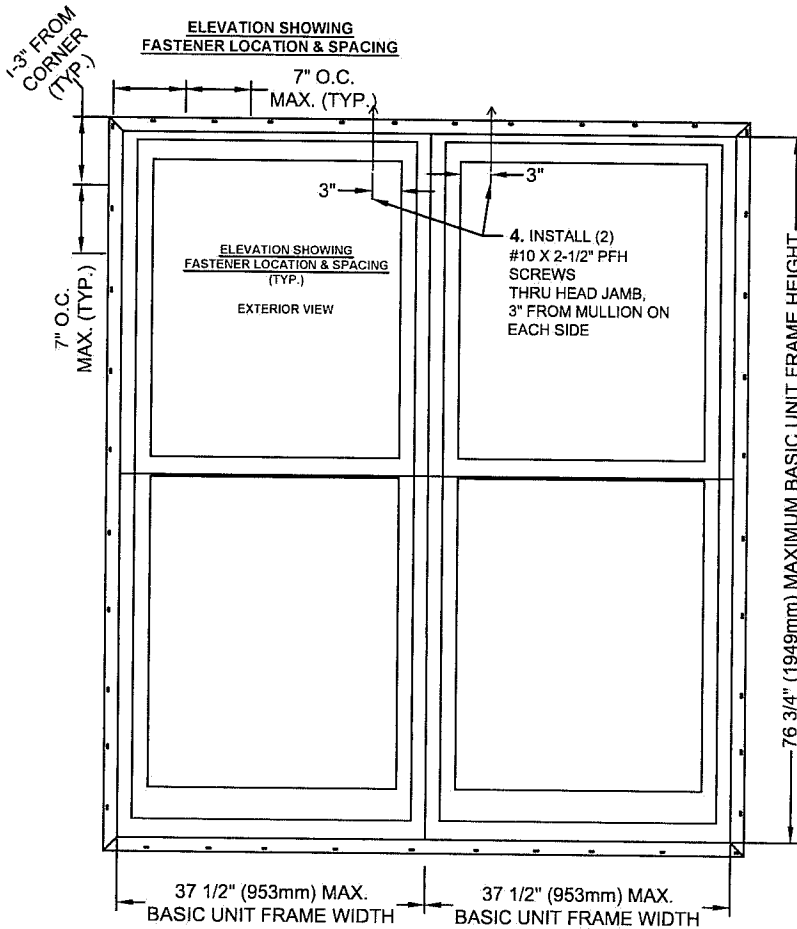 ELEVATION SHOWING
FASTENER LOCATION & SPACING
1-3" FROM
CORNER
(TYP.)
7" O.C.
MAX. (TYP.)
3"
3"
7" O.C.
MAX. (TYP.)
ELEVATION SHOWING
FASTENER LOCATION & SPACING
(TYP.)
EXTERIOR VIEW
4. INSTALL (2)
#10 X 2-1/2" PFH
SCREWS
THRU HEAD JAMB,
3" FROM MULLION ON
EACH SIDE
76 3/4" (1949mm) MAXIMUM BASIC UNIT FRAME HEIGHT
37 1/2" (953mm) MAX.
BASIC UNIT FRAME WIDTH
37 1/2" (953mm) MAX.
BASIC UNIT FRAME WIDTH